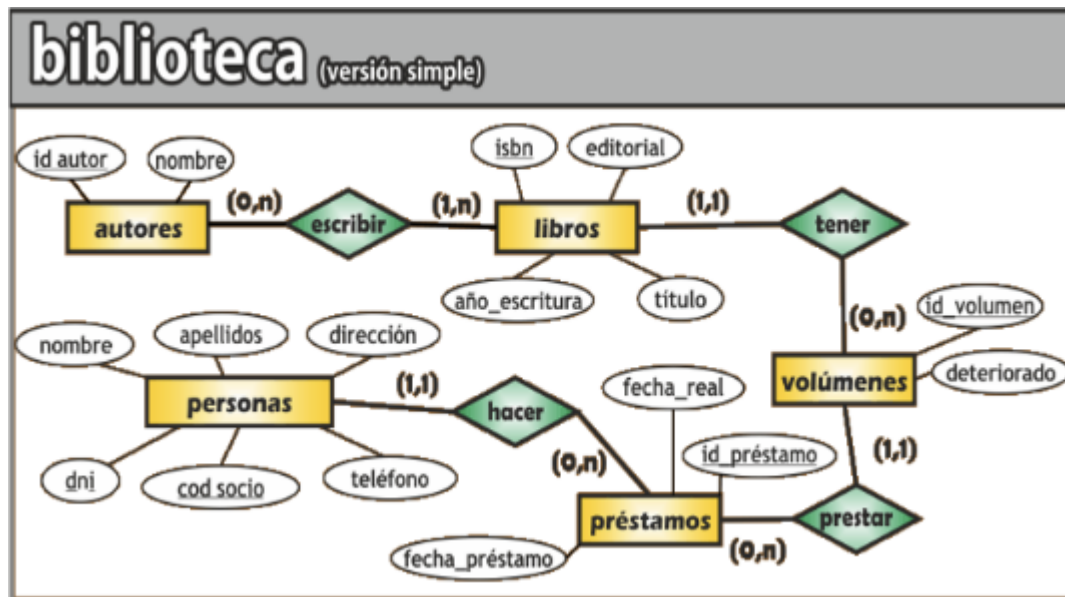 biblioteca (versión simple)
id autor
nombre
isbn
editorial
autores
(0,n)
escribir
(1,n)
libros
(1,1)
tener
año_escritura
título
(0,n)
id_volumen
volúmenes
deteriorado
nombre
apellidos
dirección
personas
(1,1)
hacer
(0,n)
dni
cod socio
teléfono
fecha_real
id_préstamo
préstamos
fecha_préstamo
(0,n)
prestar
(1,1)